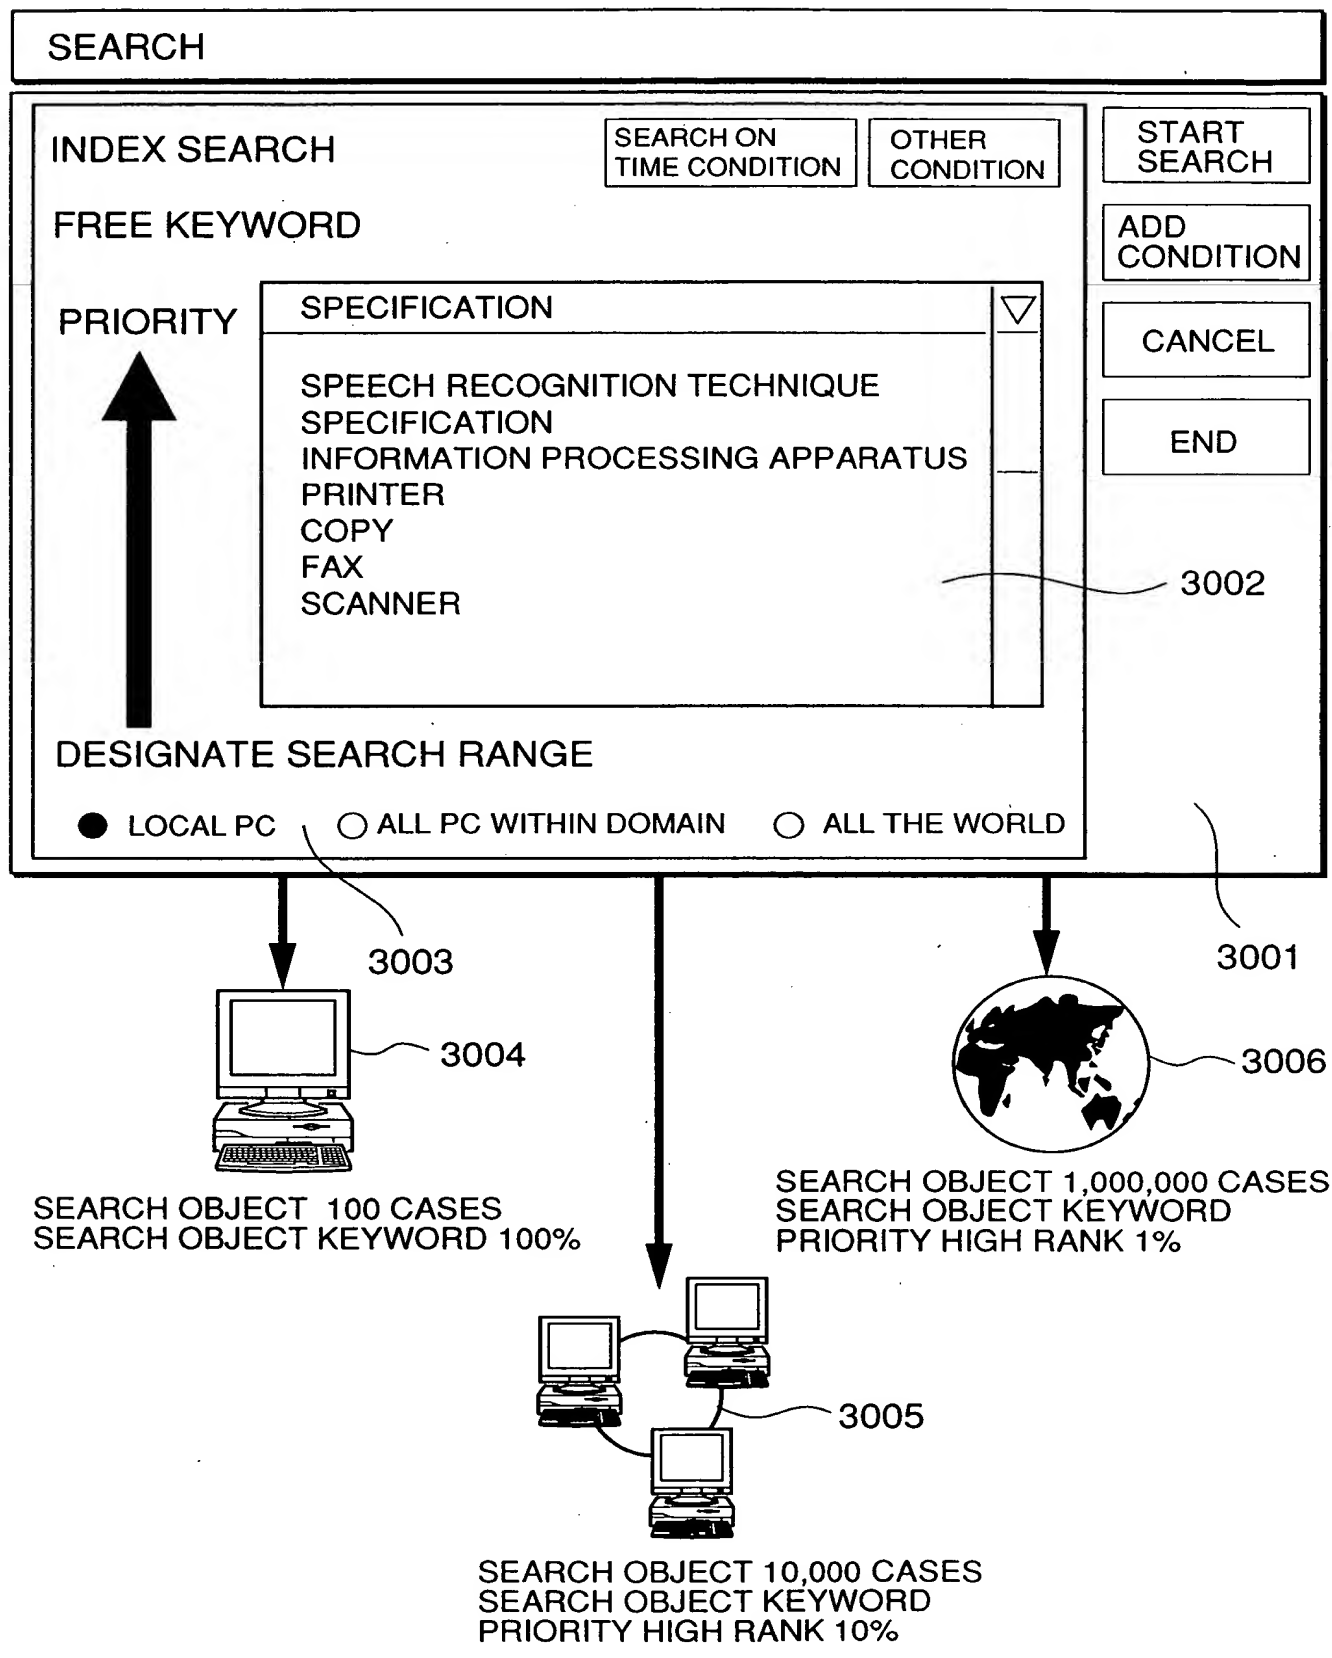 SEARCH
INDEX SEARCH
SEARCH ON
TIME CONDITION
OTHER
CONDITION
START
SEARCH
FREE KEYWORD
ADD
CONDITION
PRIORITY
SPECIFICATION
CANCEL
SPEECH RECOGNITION TECHNIQUE
SPECIFICATION
INFORMATION PROCESSING APPARATUS
PRINTER
COPY
FAX
SCANNER
END
3002
DESIGNATE SEARCH RANGE
LOCAL PC
ALL PC WITHIN DOMAIN
ALL THE WORLD
3003
3001
3004
3006
SEARCH OBJECT 100 CASES
SEARCH OBJECT KEYWORD 100%
SEARCH OBJECT 1,000,000 CASES
SEARCH OBJECT KEYWORD
PRIORITY HIGH RANK 1%
3005
SEARCH OBJECT 10,000 CASES
SEARCH OBJECT KEYWORD
PRIORITY HIGH RANK 10%